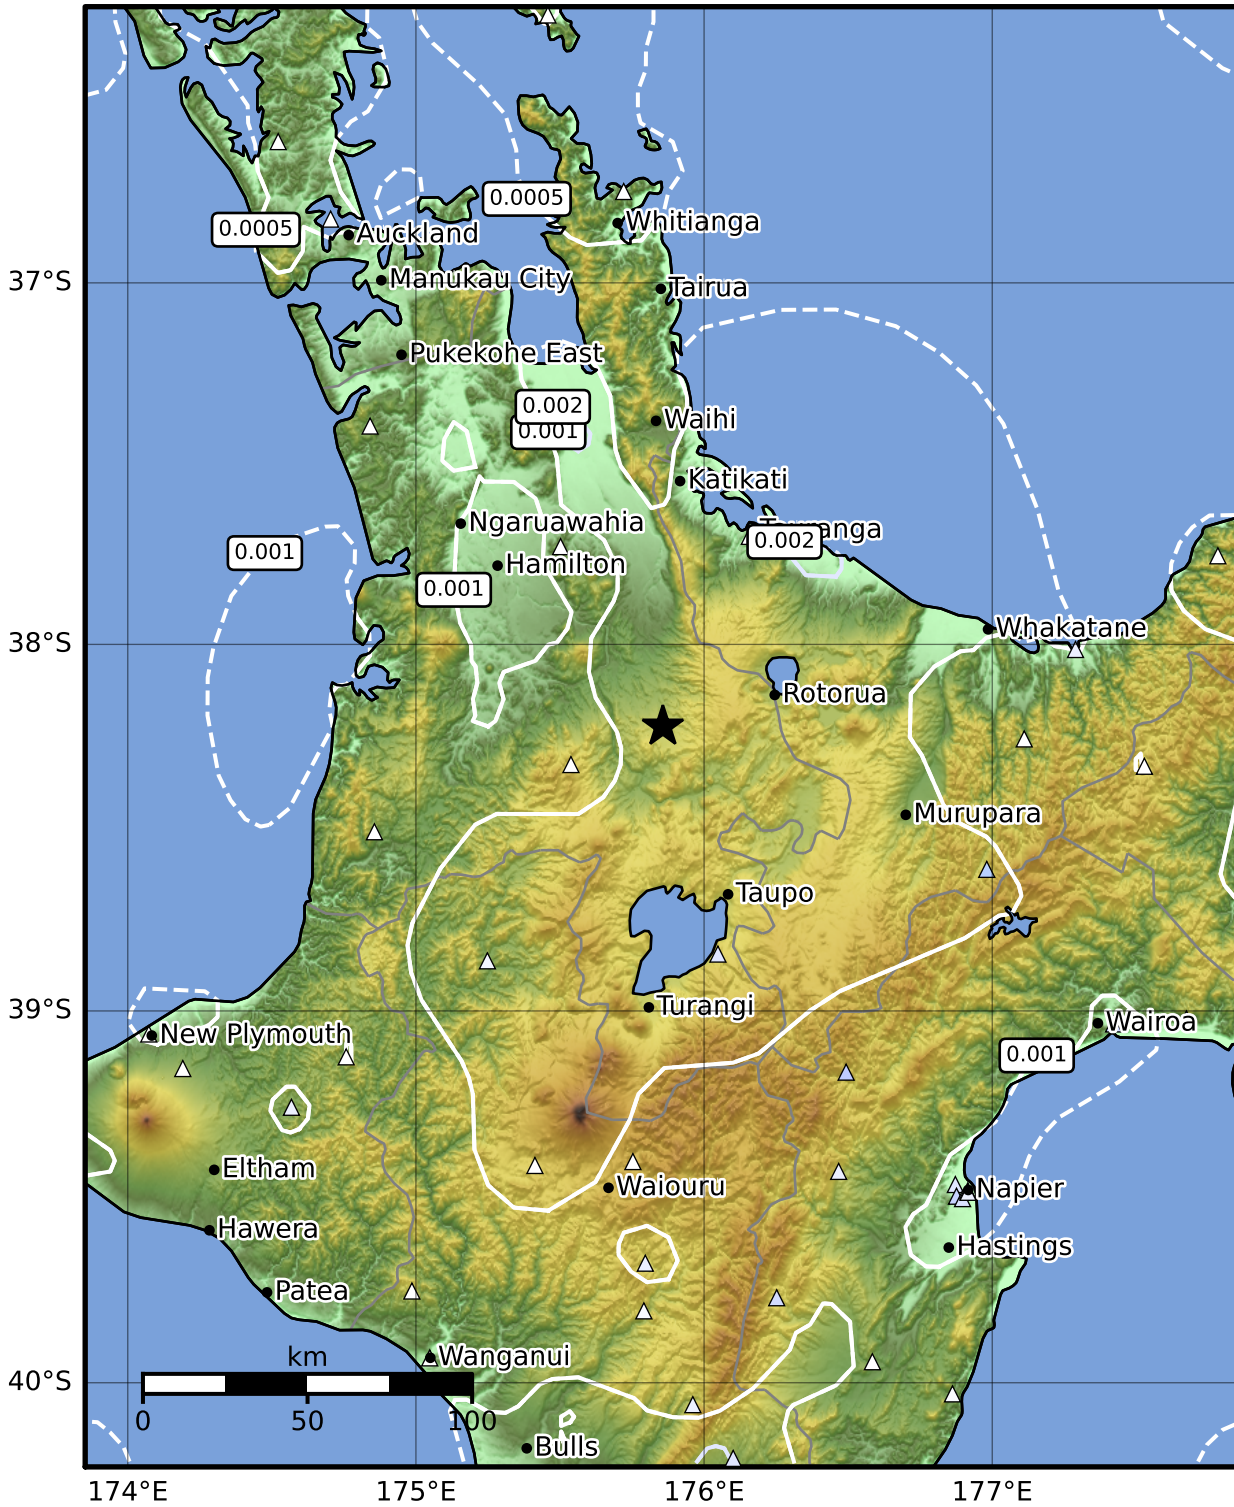 0.0005
Whitianga
0.0005
Auckland
Manukau City
37°S
Tairua
Pukekohe East
0.002
Waihi
0.001
Katikati
Ngaruawahia
0.002
0.001
Hamilton
0.001
Whakatane
38°S
Rotorua
Murupara
Taupo
Turangi
39°S
Wairoa
New Plymouth
0.001
Eltham
Waiouru
Napier
Hawera
Hastings
Patea
km
Wanganui
40°S
0 50 100
Bulls
174°E 175°E 176°E 177°E